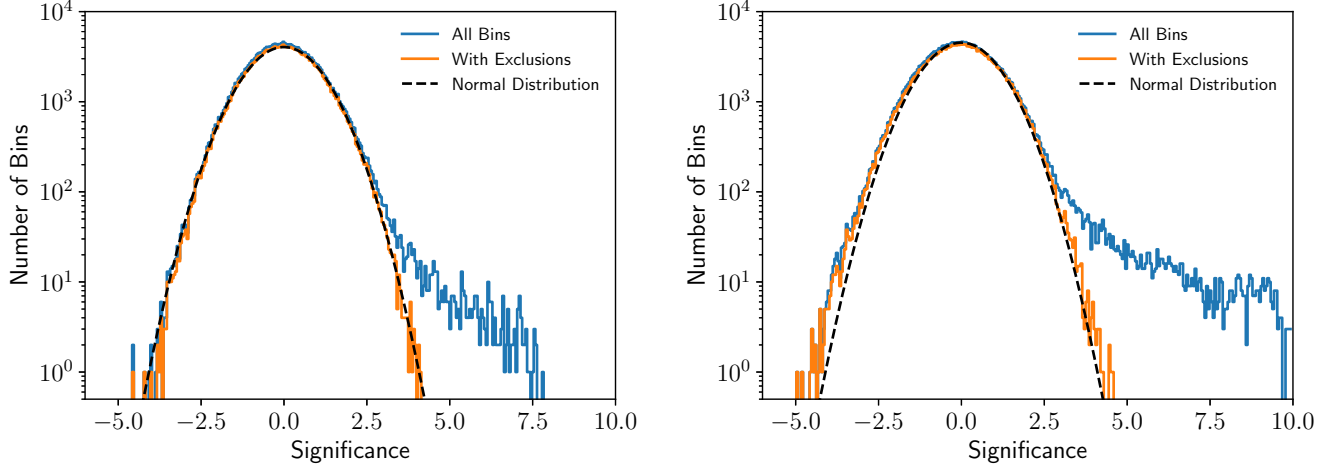 All Bins
With Exclusions
Normal Distribution
Number of Bins
10^4
10^3
10^2
10^1
10^0
−5.0 −2.5 0.0 2.5 5.0 7.5 10.0
Significance
All Bins
With Exclusions
Normal Distribution
Number of Bins
10^4
10^3
10^2
10^1
10^0
−5.0 −2.5 0.0 2.5 5.0 7.5 10.0
Significance